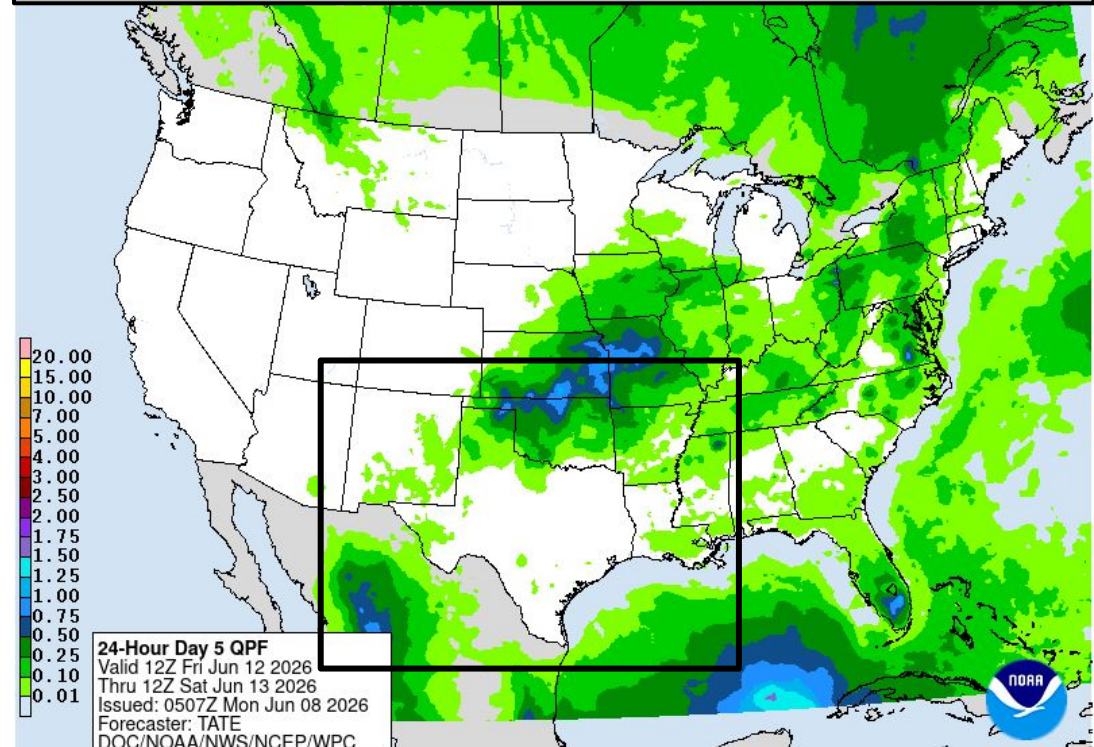 20.00
15.00
10.00
7.00
5.00
4.00
3.00
2.50
2.00
1.75
1.50
1.25
1.00
0.75
0.50
0.25
0.10
0.01
24-Hour Day 5 QPF
Valid 12Z Fri Jun 12 2026
Thru 12Z Sat Jun 13 2026
Issued: 0507Z Mon Jun 08 2026
Forecaster: TATE
DOC/NOAA/NWS/NCEP/WPC
NOAA